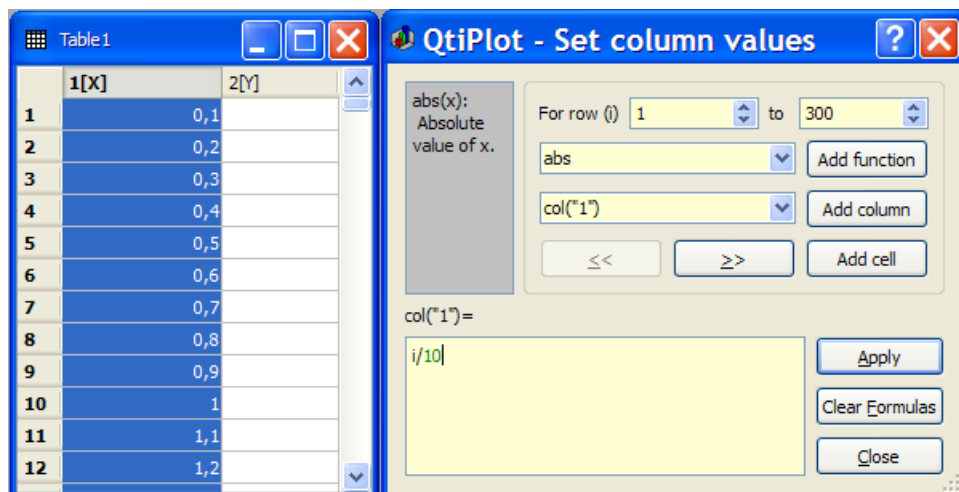 Table1
1[X] 2[Y]
1 0,1
2 0,2
3 0,3
4 0,4
5 0,5
6 0,6
7 0,7
8 0,8
9 0,9
10 1
11 1,1
12 1,2
QtiPlot - Set column values
abs(x):
Absolute
value of x.
For row (i) 1 to 300
abs Add function
col("1") Add column
<< >> Add cell
col("1")=
i/10
Apply
Clear Formulas
Close